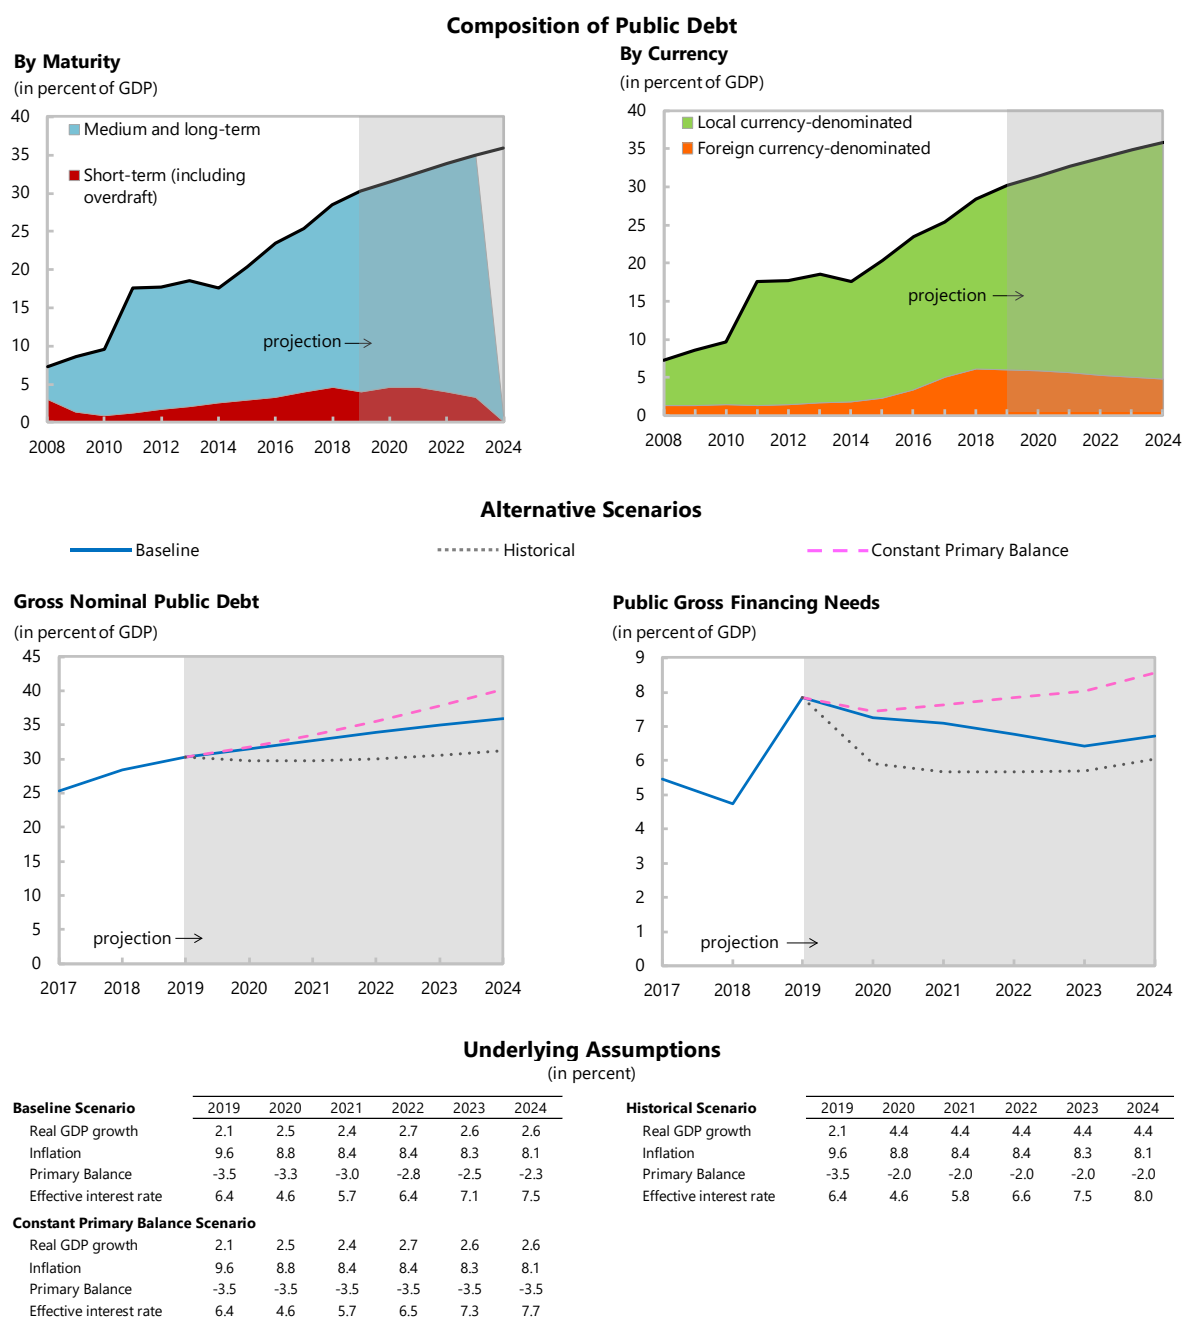 Composition of Public Debt
By Maturity
(in percent of GDP)
40
35
30
25
20
15
10
5
0
Medium and long-term
Short-term (including
overdraft)
projection
2008 2010 2012 2014 2016 2018 2020 2022 2024
By Currency
(in percent of GDP)
40
35
30
25
20
15
10
5
0
Local currency-denominated
Foreign currency-denominated
projection
2008 2010 2012 2014 2016 2018 2020 2022 2024
Alternative Scenarios
Baseline Historical Constant Primary Balance
Gross Nominal Public Debt
(in percent of GDP)
45
40
35
30
25
20
15
10
5
0
projection
2017 2018 2019 2020 2021 2022 2023 2024
Public Gross Financing Needs
(in percent of GDP)
9
8
7
6
5
4
3
2
1
0
projection
2017 2018 2019 2020 2021 2022 2023 2024
Underlying Assumptions
(in percent)
Baseline Scenario 2019 2020 2021 2022 2023 2024
Real GDP growth 2.1 2.5 2.4 2.7 2.6 2.6
Inflation 9.6 8.8 8.4 8.4 8.3 8.1
Primary Balance -3.5 -3.3 -3.0 -2.8 -2.5 -2.3
Effective interest rate 6.4 4.6 5.7 6.4 7.1 7.5
Constant Primary Balance Scenario
Real GDP growth 2.1 2.5 2.4 2.7 2.6 2.6
Inflation 9.6 8.8 8.4 8.4 8.3 8.1
Primary Balance -3.5 -3.5 -3.5 -3.5 -3.5 -3.5
Effective interest rate 6.4 4.6 5.7 6.5 7.3 7.7
Historical Scenario 2019 2020 2021 2022 2023 2024
Real GDP growth 2.1 4.4 4.4 4.4 4.4 4.4
Inflation 9.6 8.8 8.4 8.4 8.3 8.1
Primary Balance -3.5 -2.0 -2.0 -2.0 -2.0 -2.0
Effective interest rate 6.4 4.6 5.8 6.6 7.5 8.0